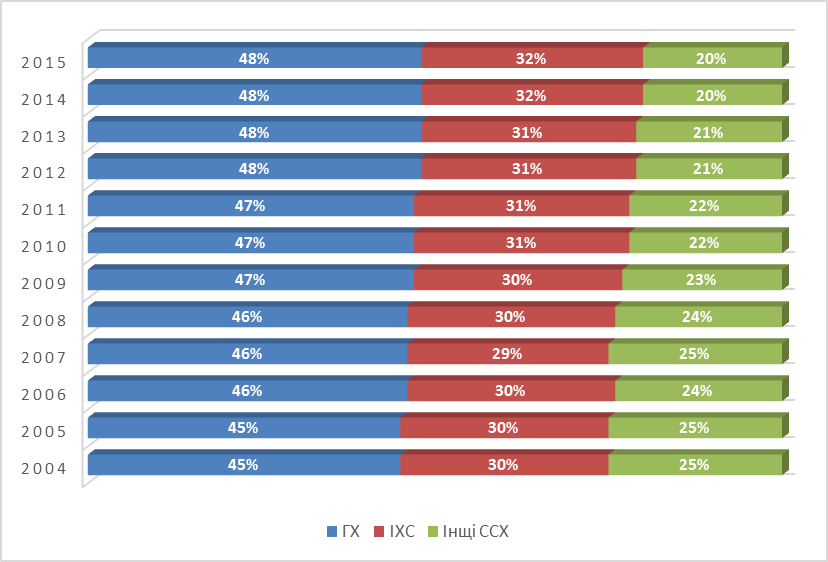 2015 48% 32% 20%
2014 48% 32% 20%
2013 48% 31% 21%
2012 48% 31% 21%
2011 47% 31% 22%
2010 47% 31% 22%
2009 47% 30% 23%
2008 46% 30% 24%
2007 46% 29% 25%
2006 46% 30% 24%
2005 45% 30% 25%
2004 45% 30% 25%
ГХ ІХС Інщі ССХ